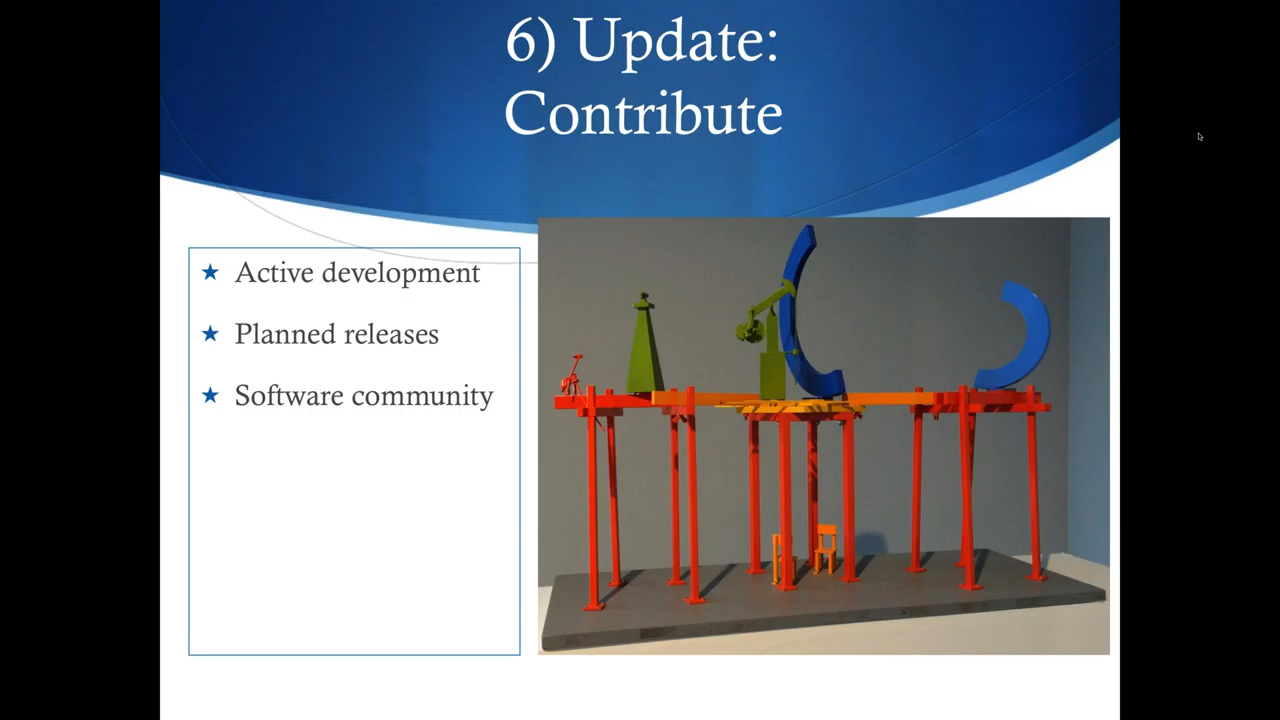 6) Update:
Contribute
Active development
Planned releases
Software community